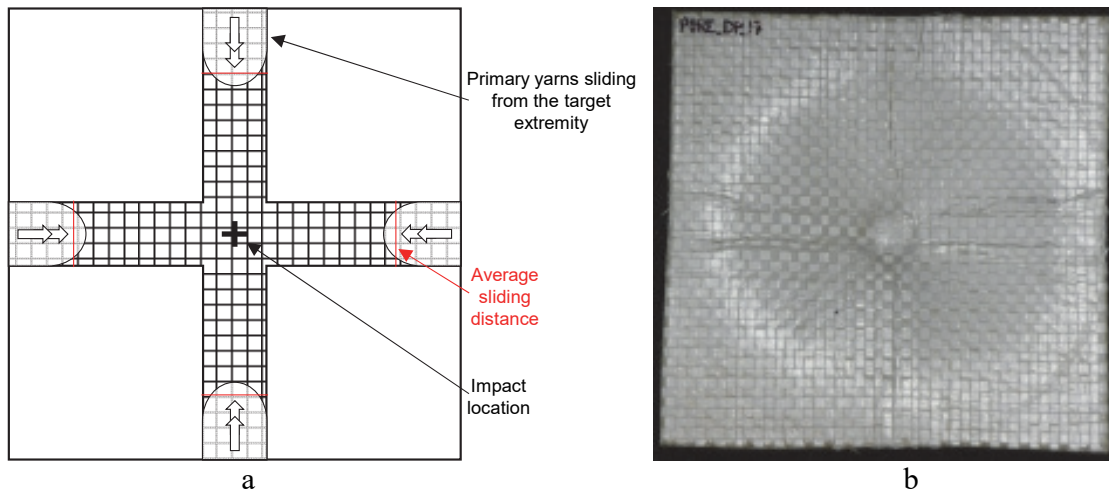 Primary yarns sliding
from the target
extremity
Average
sliding
distance
Impact
location
a
b